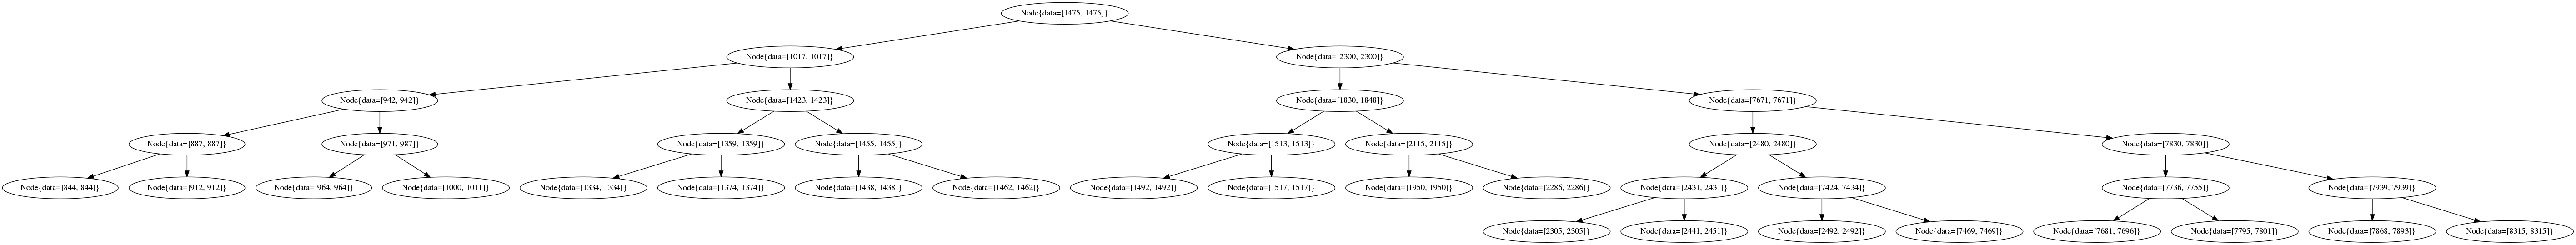 Node{data=[1475, 1475]}
Node{data=[1017, 1017]}
Node{data=[2300, 2300]}
Node{data=[942, 942]}
Node{data=[1423, 1423]}
Node{data=[1830, 1848]}
Node{data=[7671, 7671]}
Node{data=[887, 887]}
Node{data=[971, 987]}
Node{data=[1359, 1359]}
Node{data=[1455, 1455]}
Node{data=[1513, 1513]}
Node{data=[2115, 2115]}
Node{data=[2480, 2480]}
Node{data=[7830, 7830]}
Node{data=[844, 844]}
Node{data=[912, 912]}
Node{data=[964, 964]}
Node{data=[1000, 1011]}
Node{data=[1334, 1334]}
Node{data=[1374, 1374]}
Node{data=[1438, 1438]}
Node{data=[1462, 1462]}
Node{data=[1492, 1492]}
Node{data=[1517, 1517]}
Node{data=[1950, 1950]}
Node{data=[2286, 2286]}
Node{data=[2431, 2431]}
Node{data=[7424, 7434]}
Node{data=[7736, 7755]}
Node{data=[7939, 7939]}
Node{data=[2305, 2305]}
Node{data=[2441, 2451]}
Node{data=[2492, 2492]}
Node{data=[7469, 7469]}
Node{data=[7681, 7696]}
Node{data=[7795, 7801]}
Node{data=[7868, 7893]}
Node{data=[8315, 8315]}